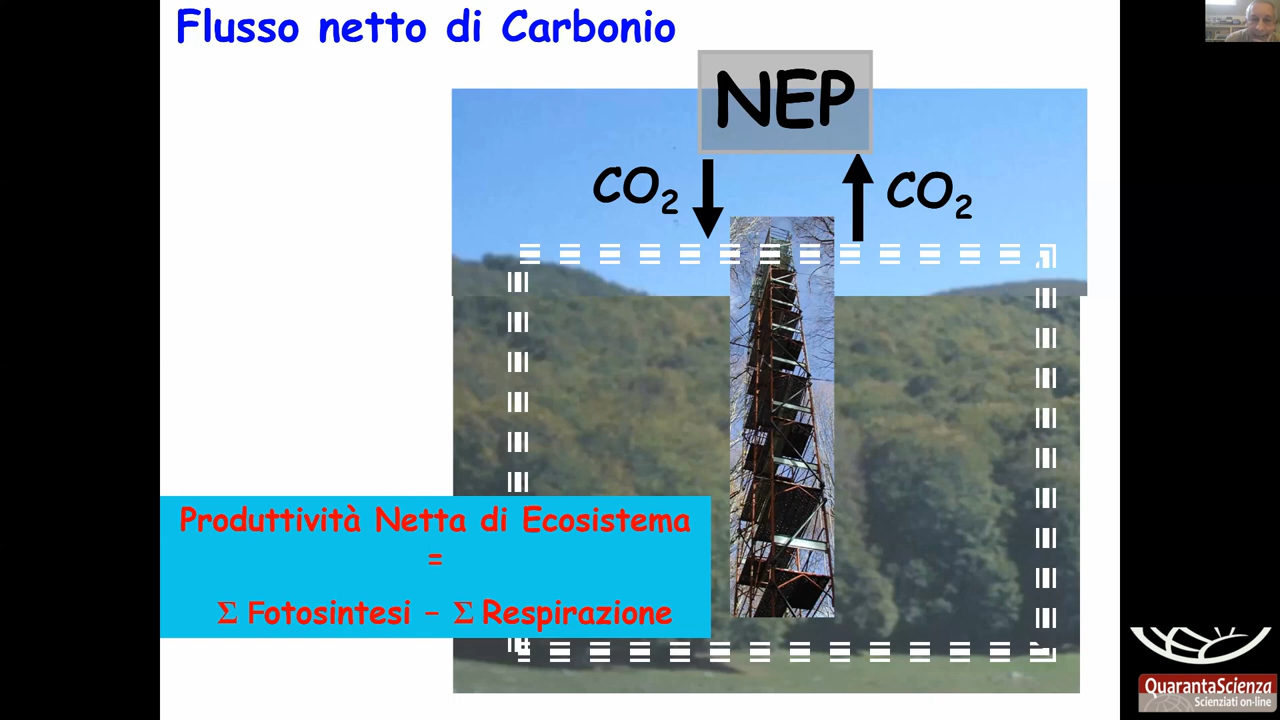 Flusso netto di Carbonio
NEP
CO₂
CO₂
Produttività Netta di Ecosistema
=
Σ Fotosintesi – Σ Respirazione
QuarantaScienza
Scienziati on-line